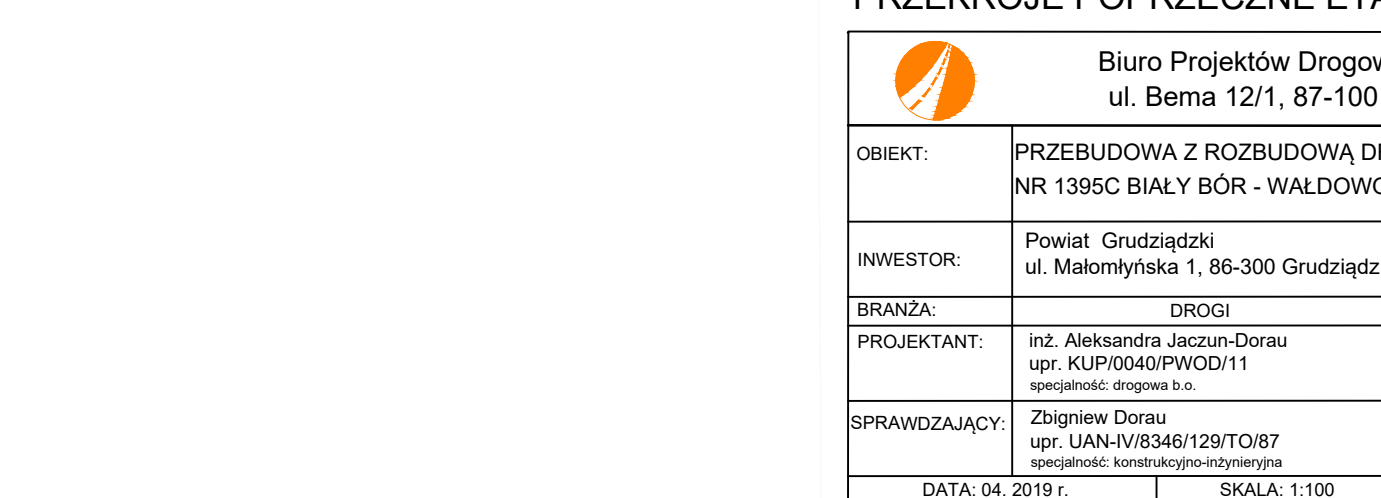 PRZEKROJE POPRZECZNE
Biuro Projektów
ul. Bema 12/1, 87-100
OBIEKT:
PRZEBUDOWA Z ROZBUDOWĄ
NR 1395C BIAŁY BÓR - WAŁDOWO
INWESTOR:
Powiat Grudziądzki
ul. Małomłyńska 1, 86-300 Grudziądz
BRANŻA:
DROGI
PROJEKTANT:
inż. Aleksandra Jaczun-Dorau
upr. KUP/0040/PWOD/11
specjalność: drogowa b.o.
SPRAWDZAJĄCY:
Zbigniew Dorau
upr. UAN-IV/8346/129/TO/87
specjalność: konstrukcyjno-inżynieryjna
DATA: 04. 2019 r.
SKALA: 1:100